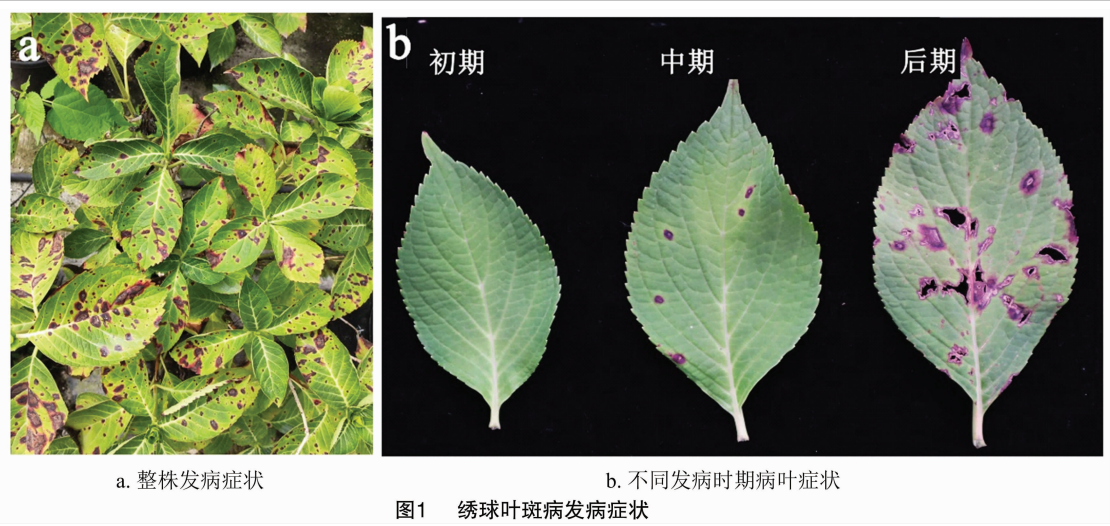 a
b
初期
中期
后期
a. 整株发病症状
b. 不同发病时期病叶症状
图1 绣球叶斑病发病症状